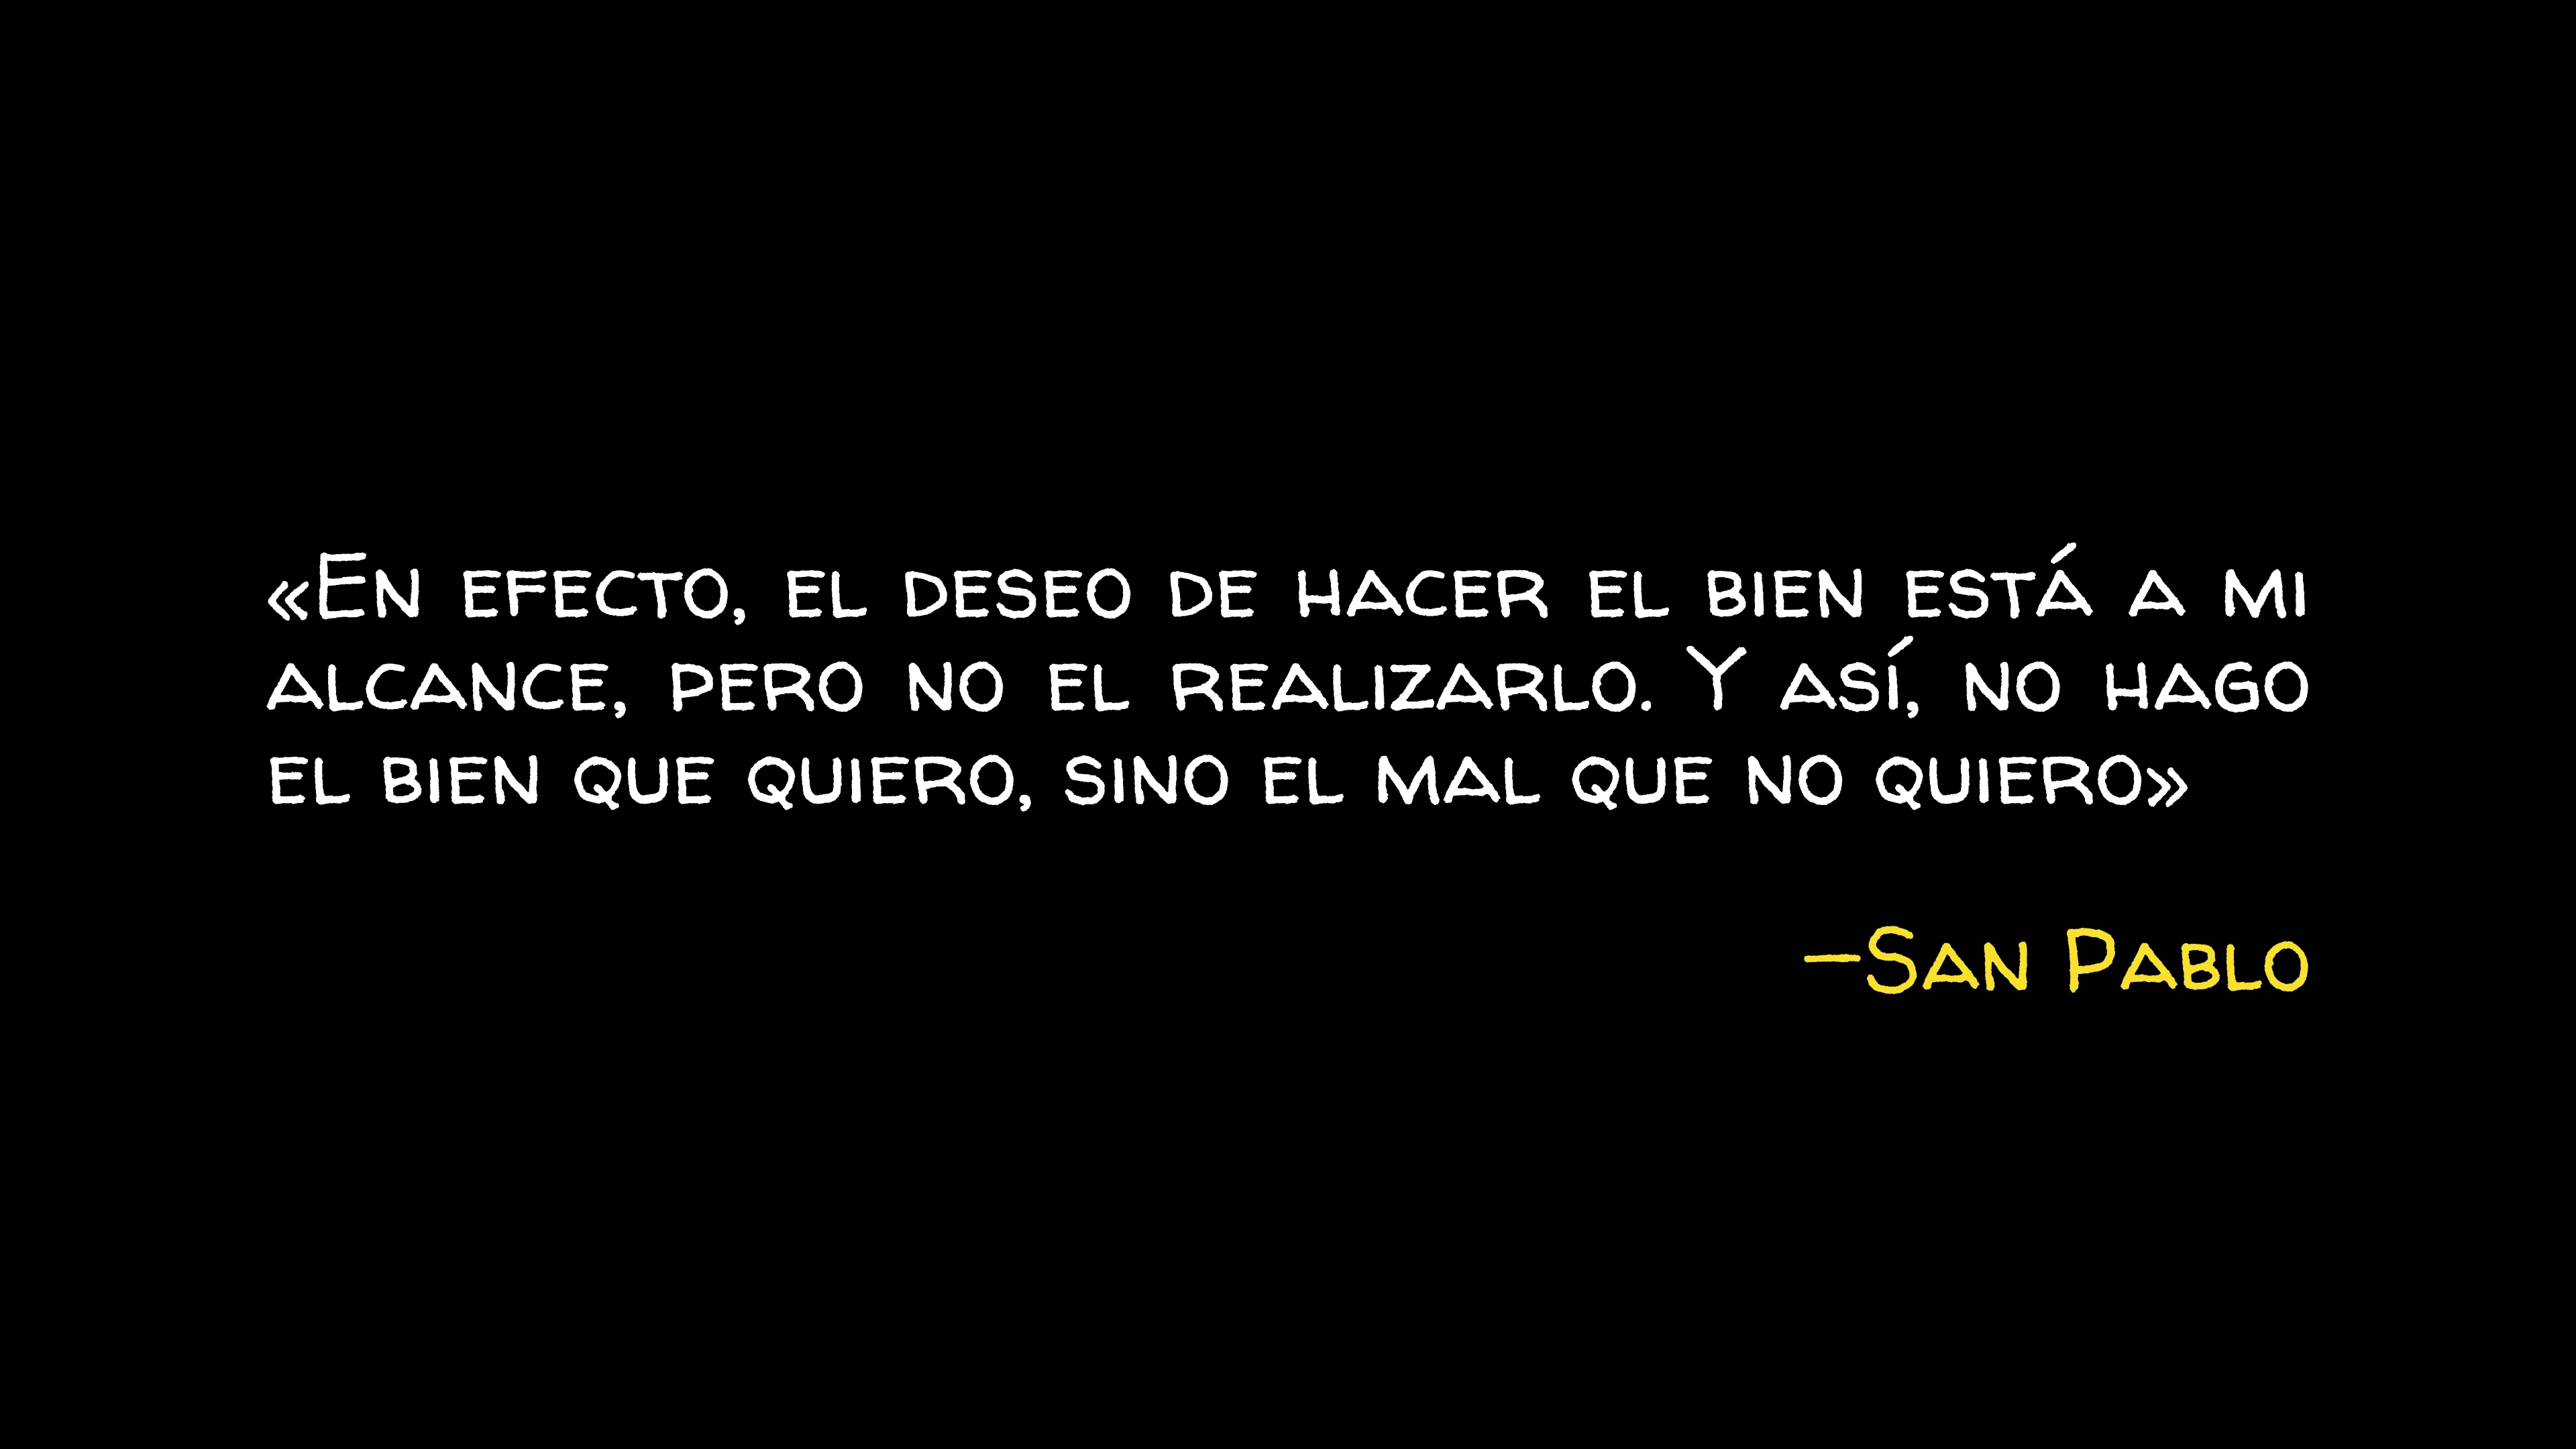 «En efecto, el deseo de hacer el bien está a mi
alcance, pero no el realizarlo. Y así, no hago
el bien que quiero, sino el mal que no quiero»
—San Pablo